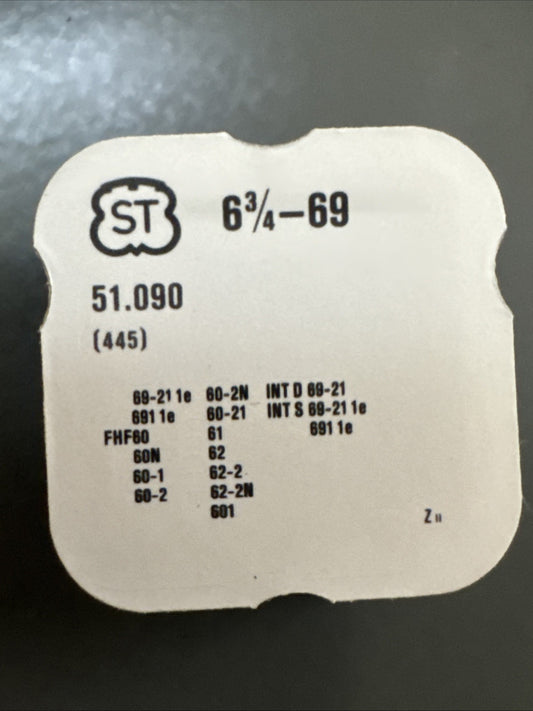 ST 6¾–69
51.090
(445)
69-21 1e 60-2N INT D 69-21
691 1e 60-21 INT S 69-21 1e
FHF60 61 691 1e
60N 62
60-1 62-2
60-2 62-2N
601
Z II